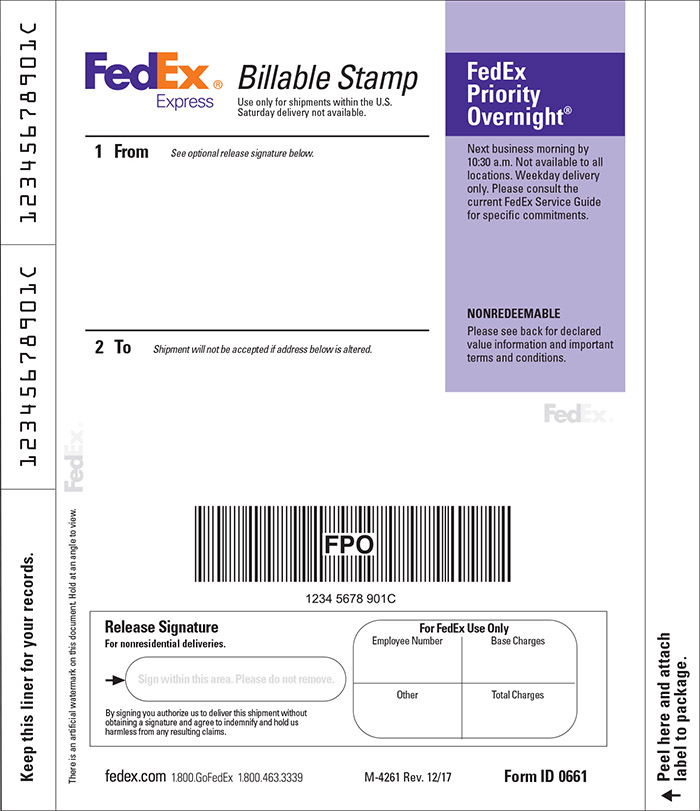 12345678901C
12345678901C
Keep this liner for your records.
FedEx®
Express
Billable Stamp
Use only for shipments within the U.S.
Saturday delivery not available.
FedEx
Priority
Overnight®
Next business morning by
10:30 a.m. Not available to all
locations. Weekday delivery
only. Please consult the
current FedEx Service Guide
for specific commitments.
NONREDEEMABLE
Please see back for declared
value information and important
terms and conditions.
1 From See optional release signature below.
2 To Shipment will not be accepted if address below is altered.
FedEx.
FedEx.
There is an artificial watermark on this document. Hold at an angle to view.
FPO
1234 5678 901C
Release Signature
For nonresidential deliveries.
Sign within this area. Please do not remove.
By signing you authorize us to deliver this shipment without
obtaining a signature and agree to indemnify and hold us
harmless from any resulting claims.
For FedEx Use Only
Employee Number
Base Charges
Other
Total Charges
fedex.com 1.800.GoFedEx 1.800.463.3339
M-4261 Rev. 12/17
Form ID 0661
Peel here and attach
label to package.